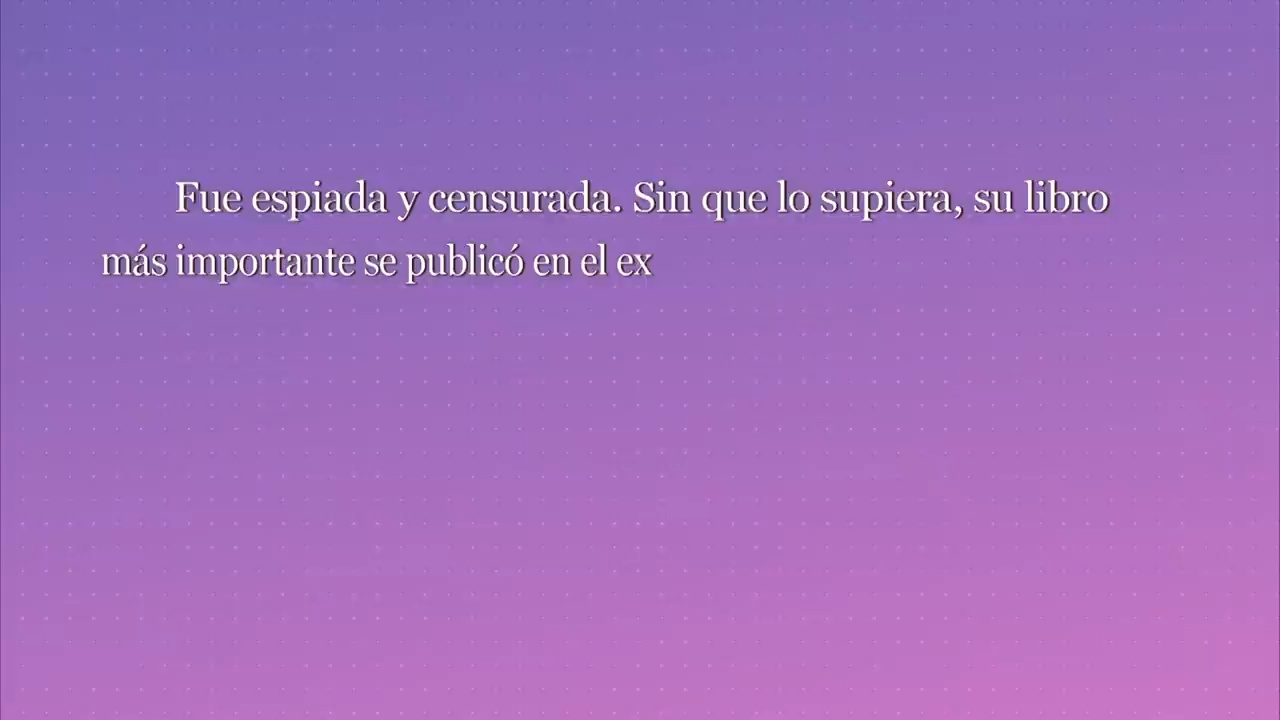 Fue espiada y censurada. Sin que lo supiera, su libro
más importante se publicó en el ex